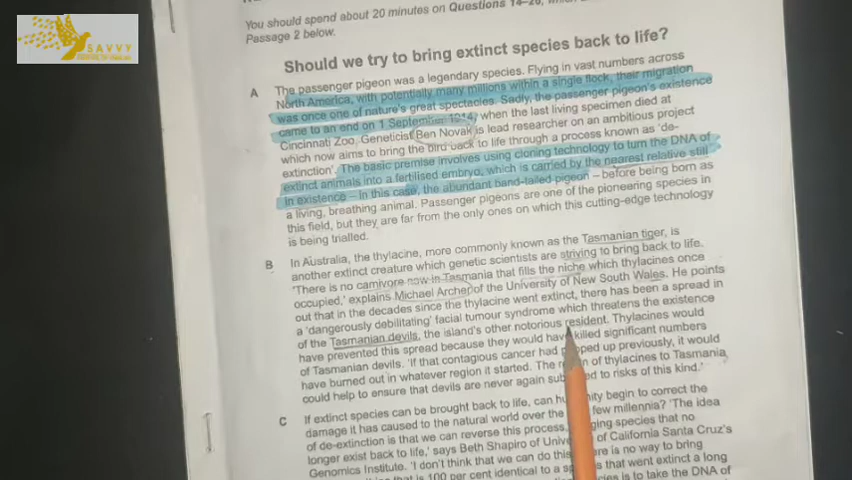 SAVVY
You should spend about 20 minutes on Questions 14–26, which
Passage 2 below.
Should we try to bring extinct species back to life?
A The passenger pigeon was a legendary species. Flying in vast numbers across
North America, with potentially many millions within a single flock, their migration
was once one of nature's great spectacles. Sadly, the passenger pigeon's existence
came to an end on 1 September 1914, when the last living specimen died at
Cincinnati Zoo. Geneticist Ben Novak is lead researcher on an ambitious project
which now aims to bring the bird back to life through a process known as 'de-
extinction'. The basic premise involves using cloning technology to turn the DNA of
extinct animals into a fertilised embryo, which is carried by the nearest relative still
in existence – in this case, the abundant band-tailed pigeon – before being born as
a living, breathing animal. Passenger pigeons are one of the pioneering species in
this field, but they are far from the only ones on which this cutting-edge technology
is being trialled.
B In Australia, the thylacine, more commonly known as the Tasmanian tiger, is
another extinct creature which genetic scientists are striving to bring back to life.
'There is no carnivore now in Tasmania that fills the niche which thylacines once
occupied,' explains Michael Archer of the University of New South Wales. He points
out that in the decades since the thylacine went extinct, there has been a spread in
a 'dangerously debilitating' facial tumour syndrome which threatens the existence
of the Tasmanian devils, the island's other notorious resident. Thylacines would
have prevented this spread because they would have killed significant numbers
of Tasmanian devils. 'If that contagious cancer had popped up previously, it would
have burned out in whatever region it started. The of thylacines to Tasmania
could help to ensure that devils are never again to risks of this kind.'
C If extinct species can be brought back to life, can begin to correct the
damage it has caused to the natural world over the few millennia? 'The idea
of de-extinction is that we can reverse this process, species that no
longer exist back to life,' says Beth Shapiro of of California Santa Cruz's
Genomics Institute. 'I don't think that we can do this. is no way to bring
that is 100 per cent identical to a that went extinct a long
is to take the DNA of